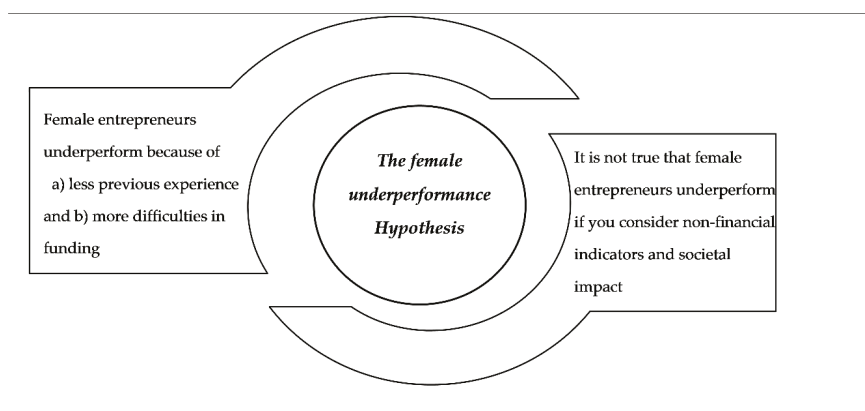 Female entrepreneurs
underperform because of
a) less previous experience
and b) more difficulties in
funding
The female
underperformance
Hypothesis
It is not true that female
entrepreneurs underperform
if you consider non-financial
indicators and societal
impact